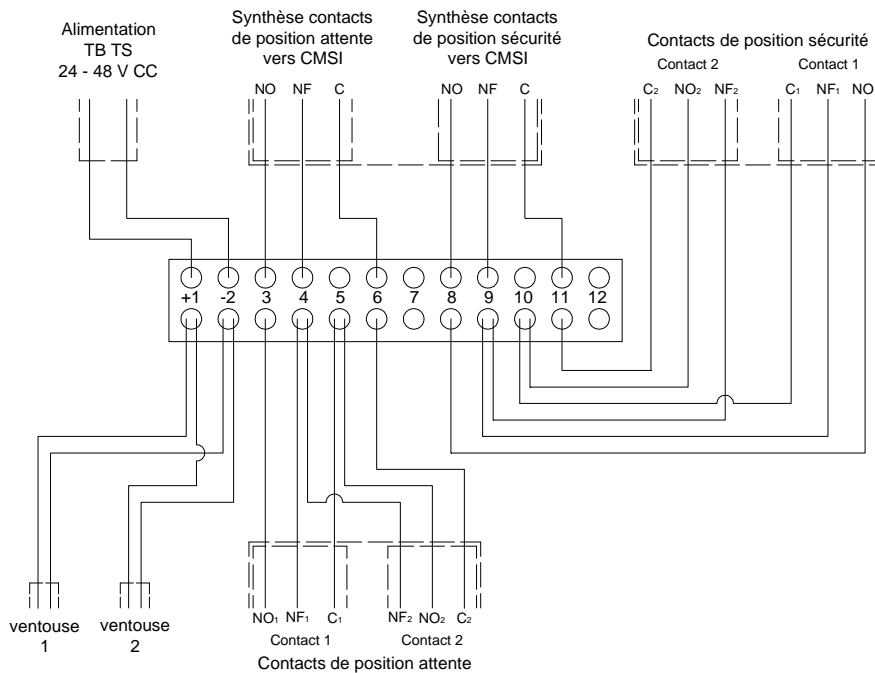 Alimentation
TB TS
24 - 48 V CC
Synthèse contacts
de position attente
vers CMSI
NO NF C
Synthèse contacts
de position sécurité
vers CMSI
NO NF C
Contacts de position sécurité
Contact 2 Contact 1
C2 NO2 NF2 C1 NF1 NO
+1 -2 3 4 5 6 7 8 9 10 11 12
ventouse
1
ventouse
2
NO1 NF1 C1 NF2 NO2 C2
Contact 1 Contact 2
Contacts de position attente